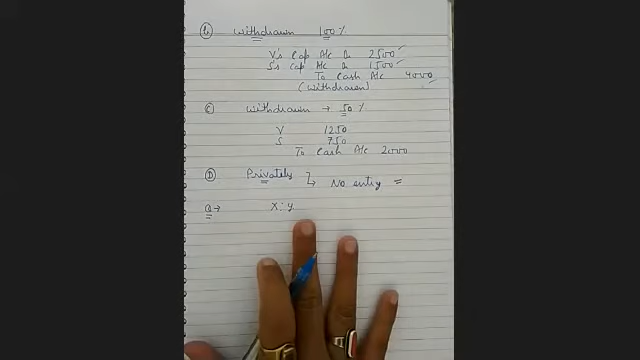 (b) Withdrawn 100%
V's Cap A/c Dr 2500
S's Cap A/c Dr 1500
To Cash A/c 4000
(Withdrawn)
(C) Withdrawn → 50%
V 1250
S 750
To Cash A/c 2000
(D) Privately → No entry =
Q→ X:y